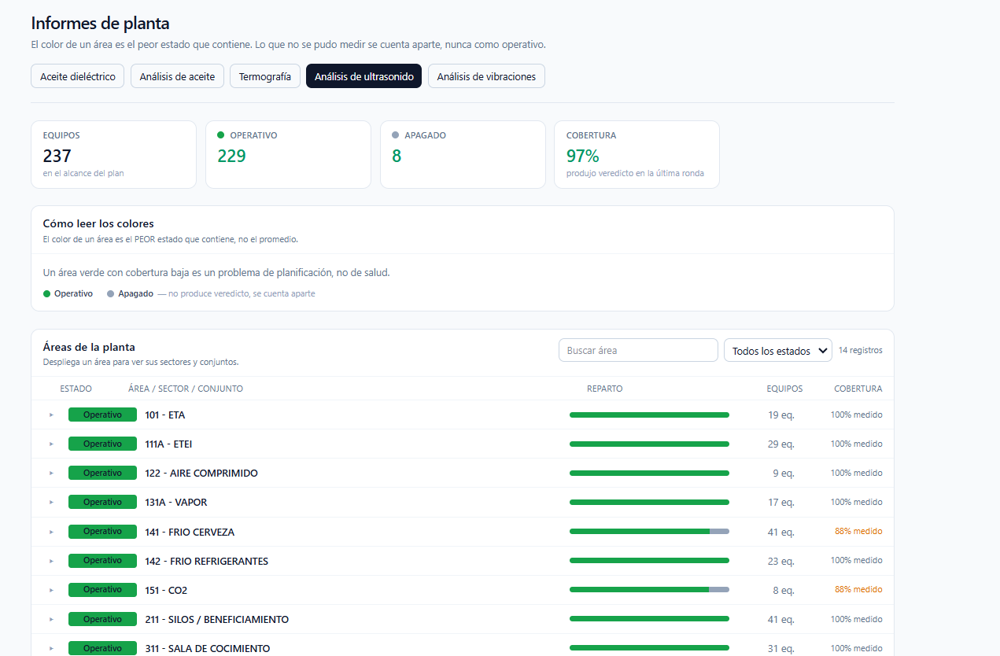 Informes de planta
El color de un área es el peor estado que contiene. Lo que no se pudo medir se cuenta aparte, nunca como operativo.
Aceite dieléctrico Análisis de aceite Termografía Análisis de ultrasonido Análisis de vibraciones
EQUIPOS OPERATIVO APAGADO COBERTURA
237 229 8 97%
en el alcance del plan produjo veredicto en la última ronda
Cómo leer los colores
El color de un área es el PEOR estado que contiene, no el promedio.
Un área verde con cobertura baja es un problema de planificación, no de salud.
Operativo Apagado — no produce veredicto, se cuenta aparte
Áreas de la planta Buscar área Todos los estados 14 registros
Despliega un área para ver sus sectores y conjuntos.
ESTADO ÁREA / SECTOR / CONJUNTO REPARTO EQUIPOS COBERTURA
Operativo 101 - ETA 19 eq. 100% medido
Operativo 111A - ETEI 29 eq. 100% medido
Operativo 122 - AIRE COMPRIMIDO 9 eq. 100% medido
Operativo 131A - VAPOR 17 eq. 100% medido
Operativo 141 - FRIO CERVEZA 41 eq. 88% medido
Operativo 142 - FRIO REFRIGERANTES 23 eq. 100% medido
Operativo 151 - CO2 8 eq. 88% medido
Operativo 211 - SILOS / BENEFICIAMIENTO 41 eq. 100% medido
Operativo 311 - SALA DE COCIMIENTO 31 eq. 100% medido